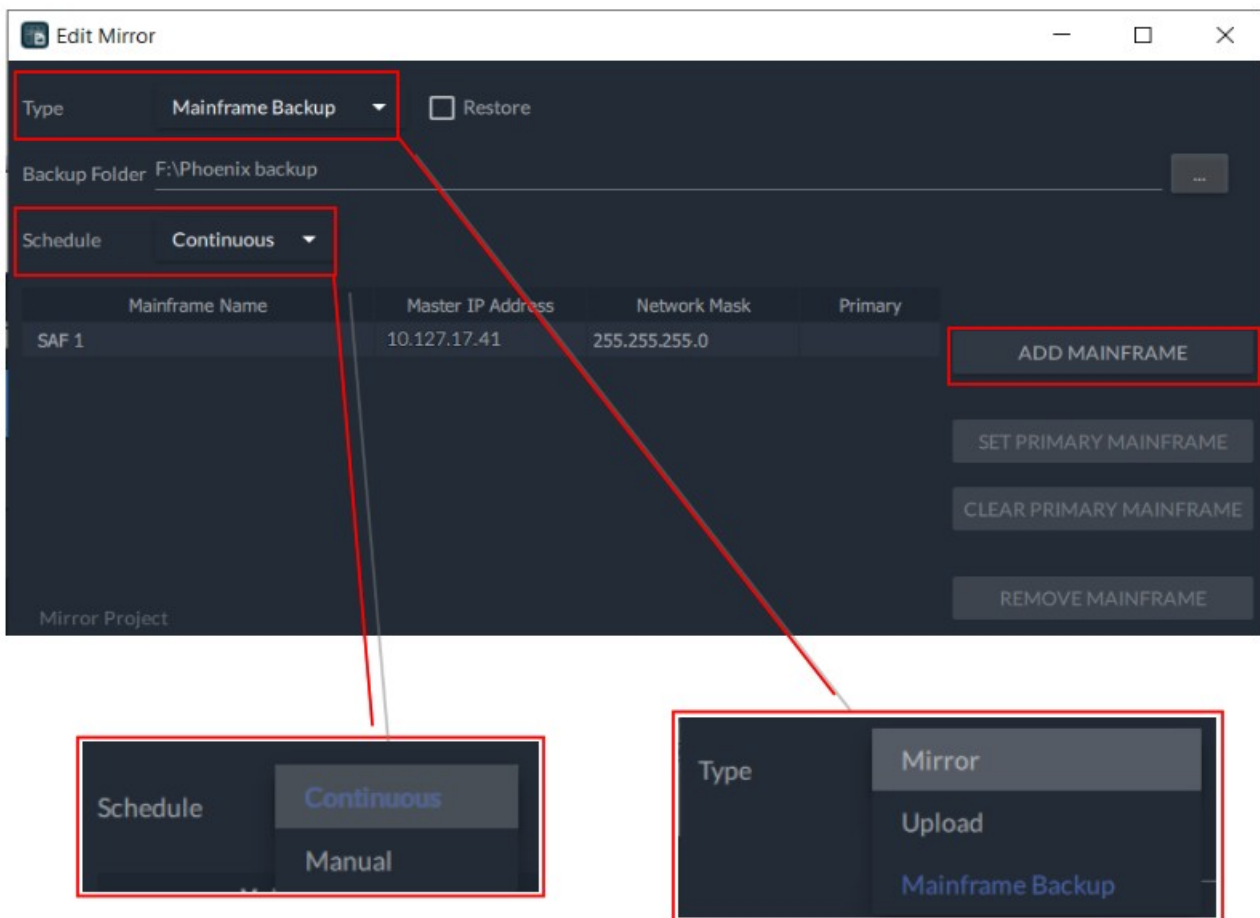 Edit Mirror
Type Mainframe Backup Restore
Backup Folder F:\Phoenix backup ...
Schedule Continuous
Mainframe Name Master IP Address Network Mask Primary
SAF 1 10.127.17.41 255.255.255.0
ADD MAINFRAME
SET PRIMARY MAINFRAME
CLEAR PRIMARY MAINFRAME
REMOVE MAINFRAME
Mirror Project
Schedule
Continuous
Manual
Type
Mirror
Upload
Mainframe Backup